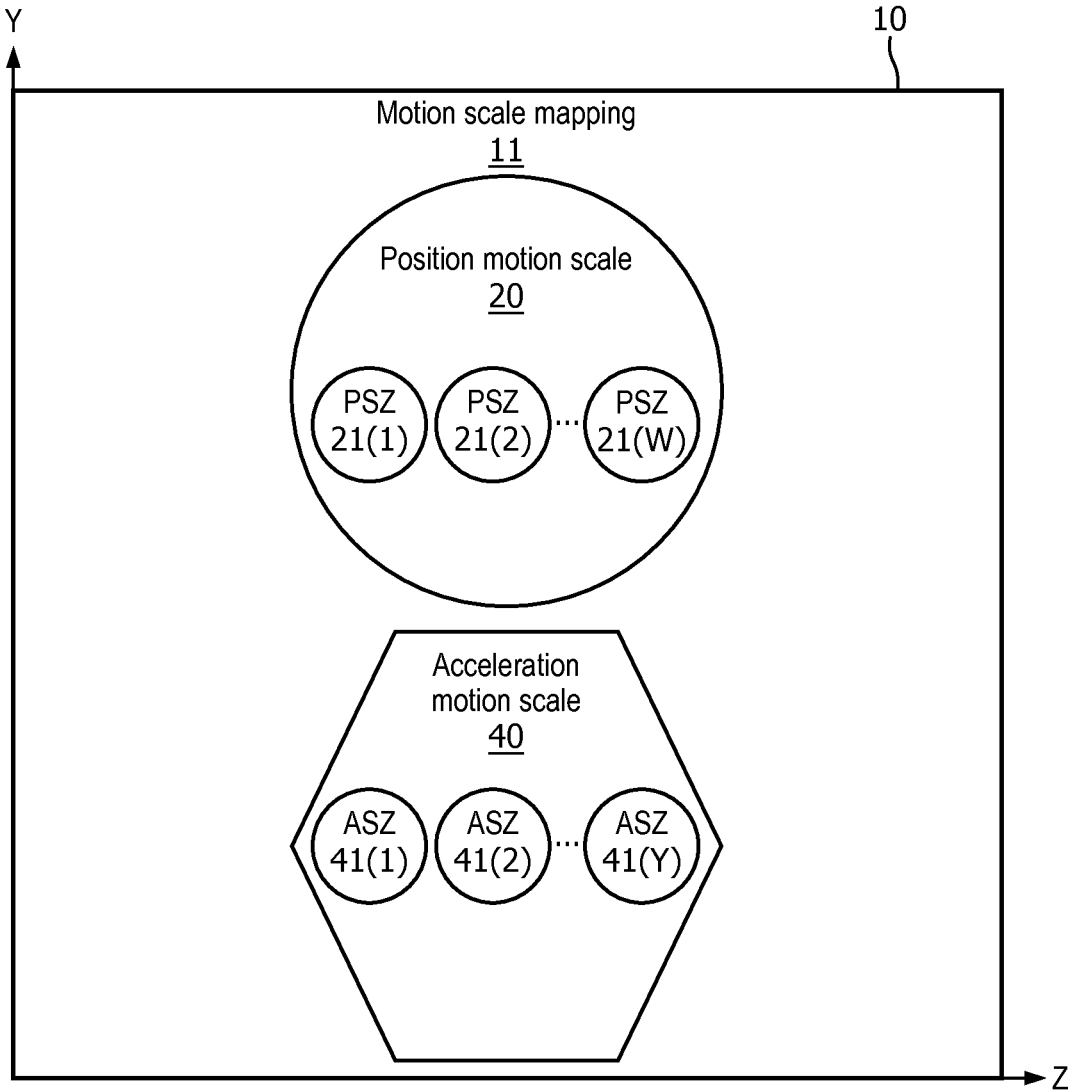 Y
10
Motion scale mapping
11
Position motion scale
20
PSZ
21(1)
PSZ
21(2)
...
PSZ
21(W)
Acceleration
motion scale
40
ASZ
41(1)
ASZ
41(2)
...
ASZ
41(Y)
Z